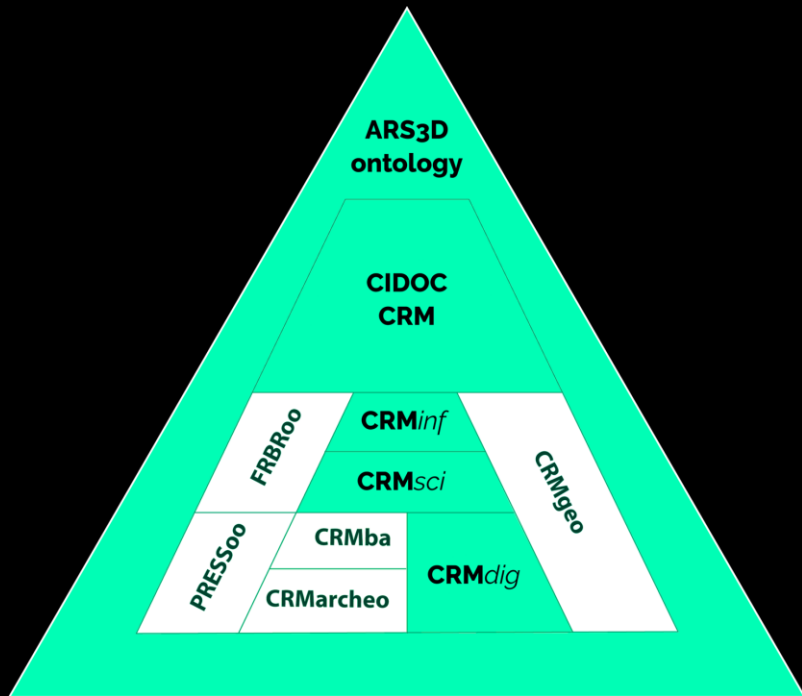 ARS3D
ontology
CIDOC
CRM
FRBRoo
CRMinf
CRMgeo
CRMsci
PRESSoo
CRMba
CRMdig
CRMarcheo